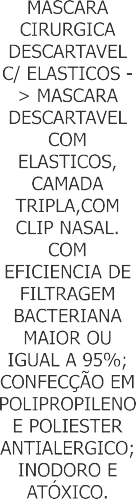 MASCARA
CIRURGICA
DESCARTAVEL
C/ ELASTICOS -
> MASCARA
DESCARTAVEL
COM
ELASTICOS,
CAMADA
TRIPLA,COM
CLIP NASAL.
COM
EFICIENCIA DE
FILTRAGEM
BACTERIANA
MAIOR OU
IGUAL A 95%;
CONFECÇÃO EM
POLIPROPILENO
E POLIESTER
ANTIALERGICO;
INODORO E
ATÓXICO.